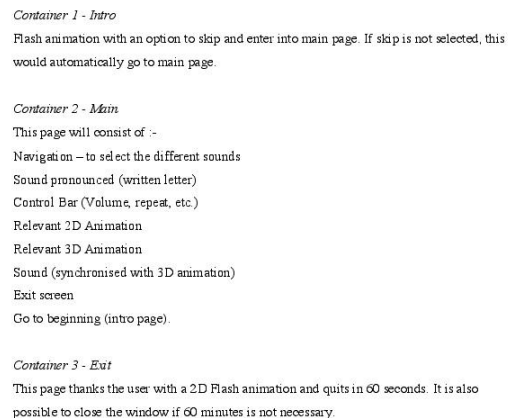 Container 1 - Intro
Flash animation with an option to skip and enter into main page. If skip is not selected, this
would automatically go to main page.
Container 2 - Main
This page will consist of :-
Navigation – to select the different sounds
Sound pronounced (written letter)
Control Bar (Volume, repeat, etc.)
Relevant 2D Animation
Relevant 3D Animation
Sound (synchronised with 3D animation)
Exit screen
Go to beginning (intro page).
Container 3 - Exit
This page thanks the user with a 2D Flash animation and quits in 60 seconds. It is also
possible to close the window if 60 minutes is not necessary.